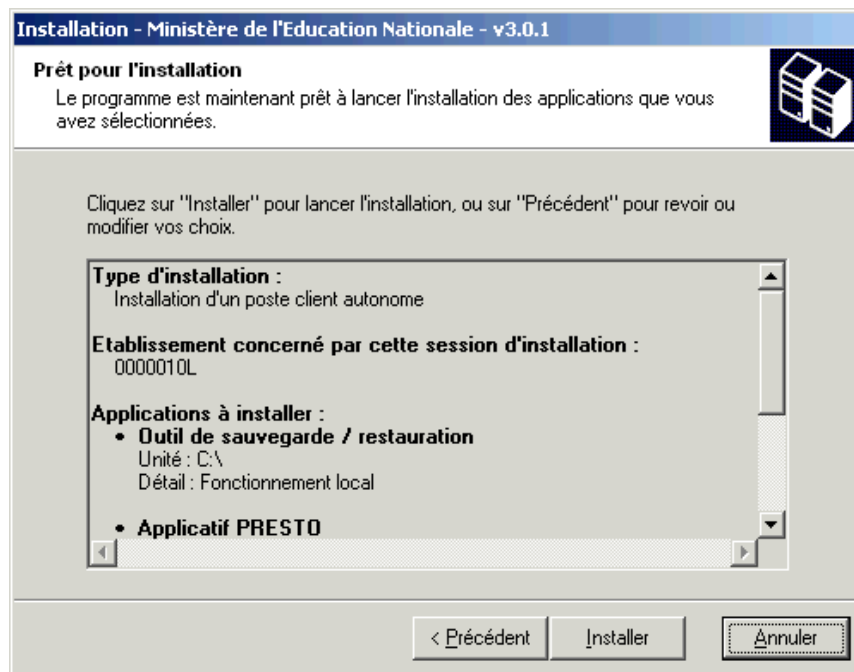 Installation - Ministère de l'Education Nationale - v3.0.1
Prêt pour l'installation
Le programme est maintenant prêt à lancer l'installation des applications que vous
avez sélectionnées.
Cliquez sur "Installer" pour lancer l'installation, ou sur "Précédent" pour revoir ou
modifier vos choix.
Type d'installation :
Installation d'un poste client autonome
Etablissement concerné par cette session d'installation :
0000010L
Applications à installer :
• Outil de sauvegarde / restauration
Unité : C:\
Détail : Fonctionnement local
• Applicatif PRESTO
< Précédent
Installer
Annuler